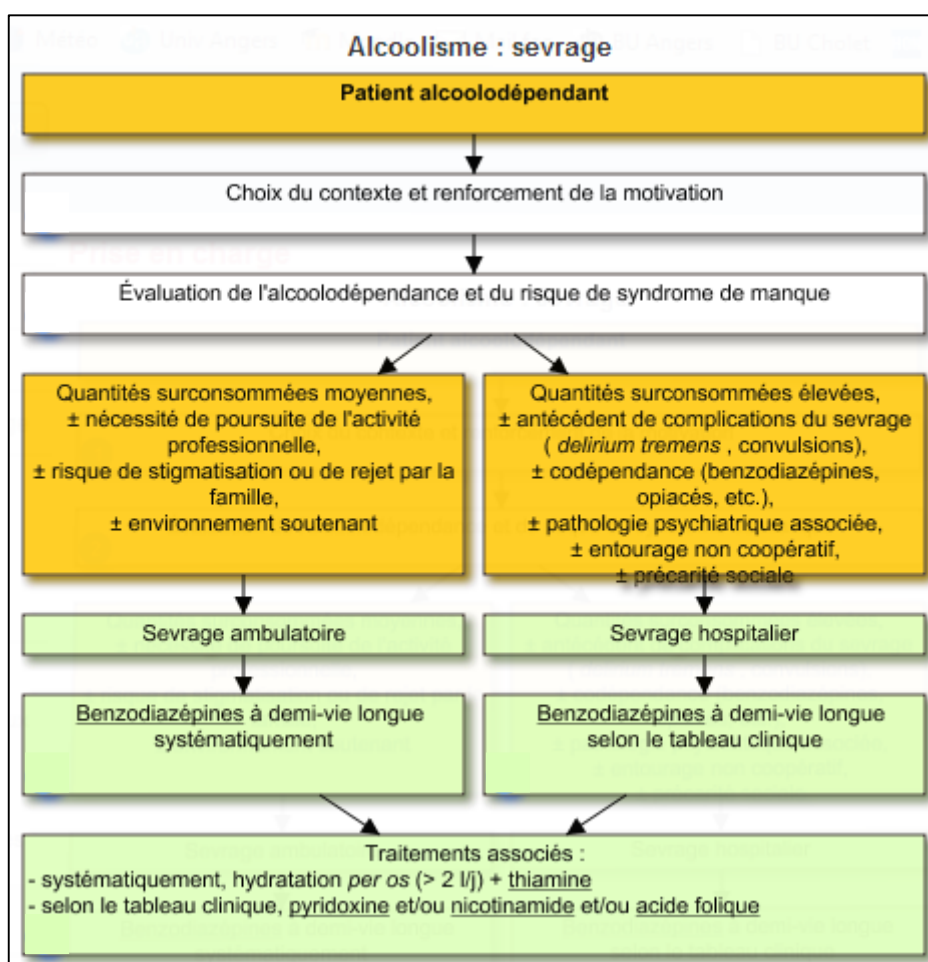 Alcoolisme : sevrage
Patient alcoolodépendant
Choix du contexte et renforcement de la motivation
Évaluation de l'alcoolodépendance et du risque de syndrome de manque
Quantités surconsommées moyennes,
± nécessité de poursuite de l'activité
professionnelle,
± risque de stigmatisation ou de rejet par la
famille,
± environnement soutenant
Quantités surconsommées élevées,
± antécédent de complications du sevrage
( delirium tremens , convulsions),
± codépendance (benzodiazépines,
opiacés, etc.),
± pathologie psychiatrique associée,
± entourage non coopératif,
± précarité sociale
Sevrage ambulatoire
Sevrage hospitalier
Benzodiazépines à demi-vie longue
systématiquement
Benzodiazépines à demi-vie longue
selon le tableau clinique
Traitements associés :
- systématiquement, hydratation per os (> 2 l/j) + thiamine
- selon le tableau clinique, pyridoxine et/ou nicotinamide et/ou acide folique